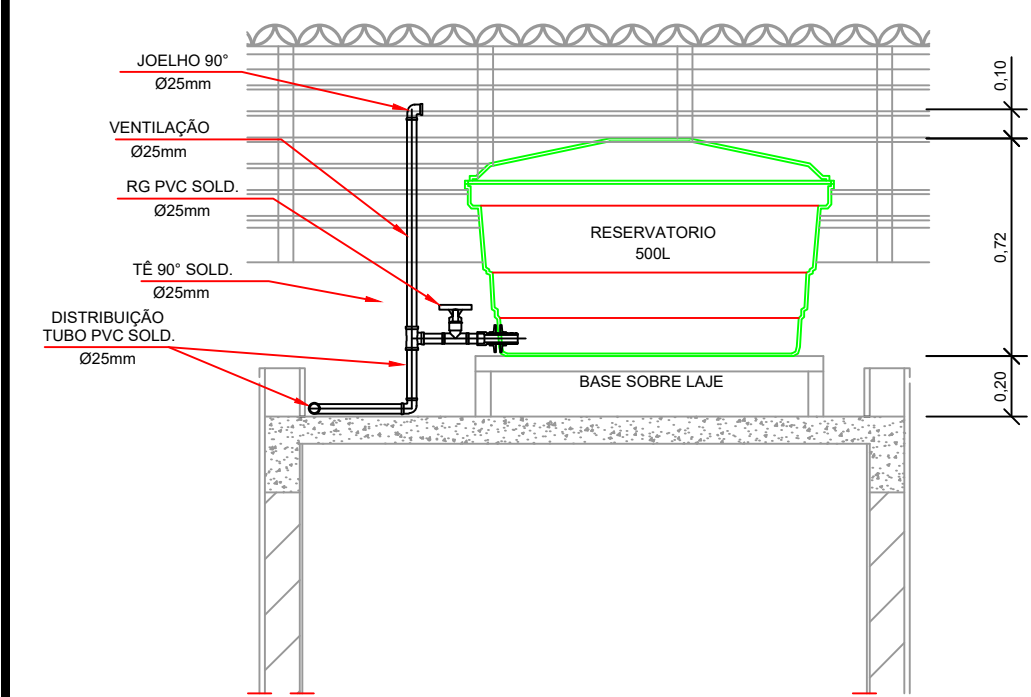 JOELHO 90°
Ø25mm
VENTILAÇÃO
Ø25mm
RG PVC SOLD.
Ø25mm
TÊ 90° SOLD.
Ø25mm
DISTRIBUIÇÃO
TUBO PVC SOLD.
Ø25mm
RESERVATORIO
500L
BASE SOBRE LAJE
0,10
0,72
0,20